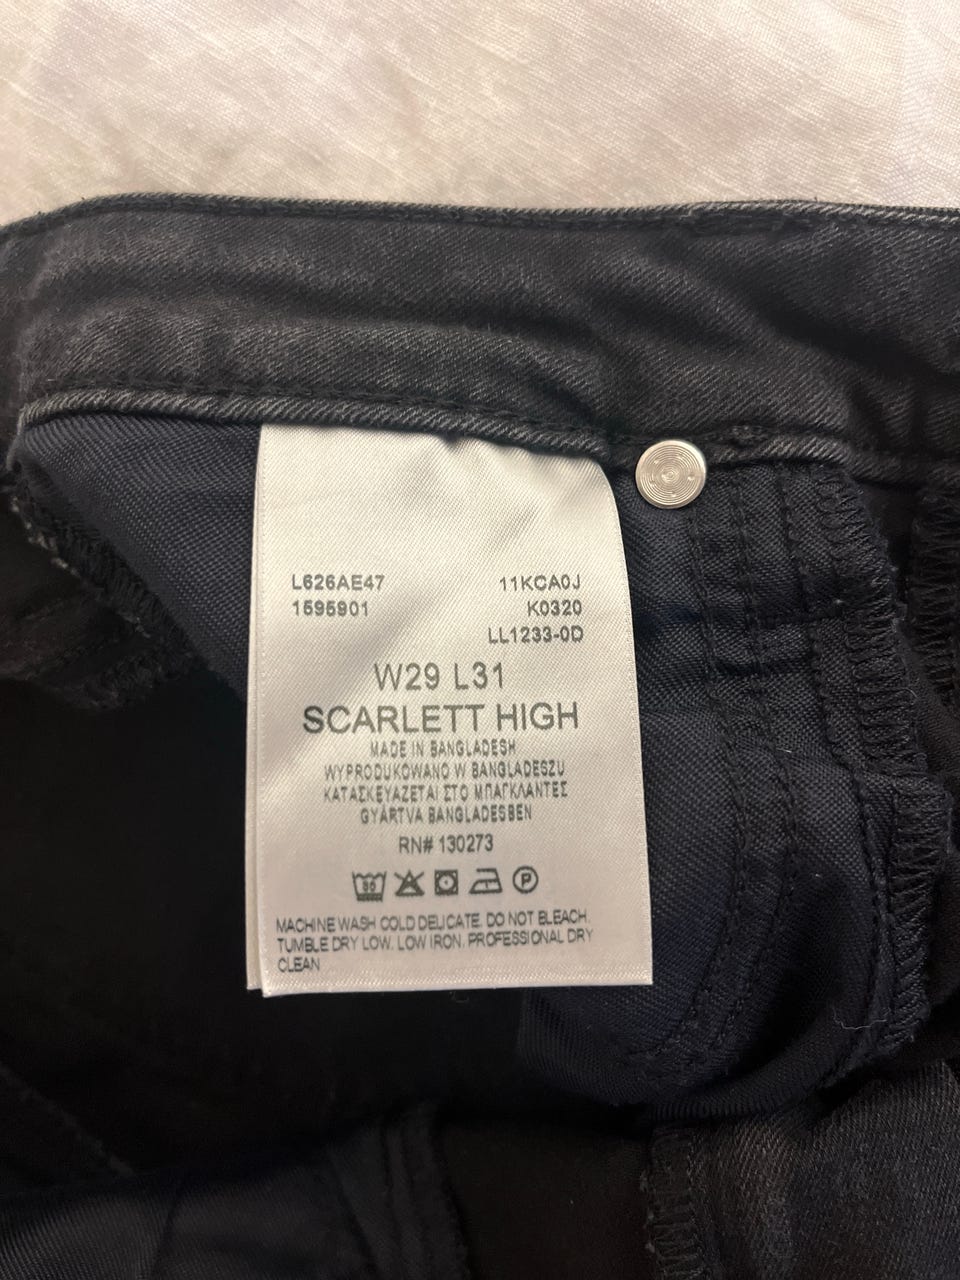 L626AE47 11KCA0J
1595901 K0320
LL1233-0D
W29 L31
SCARLETT HIGH
MADE IN BANGLADESH
WYPRODUKOWANO W BANGLADESZU
ΚΑΤΑΣΚΕΥΑΖΕΤΑΙ ΣΤΟ ΜΠΑΓΚΛΑΝΤΕΣ
GYÁRTVA BANGLADESBEN
RN# 130273
30 P
MACHINE WASH COLD DELICATE. DO NOT BLEACH.
TUMBLE DRY LOW. LOW IRON. PROFESSIONAL DRY
CLEAN